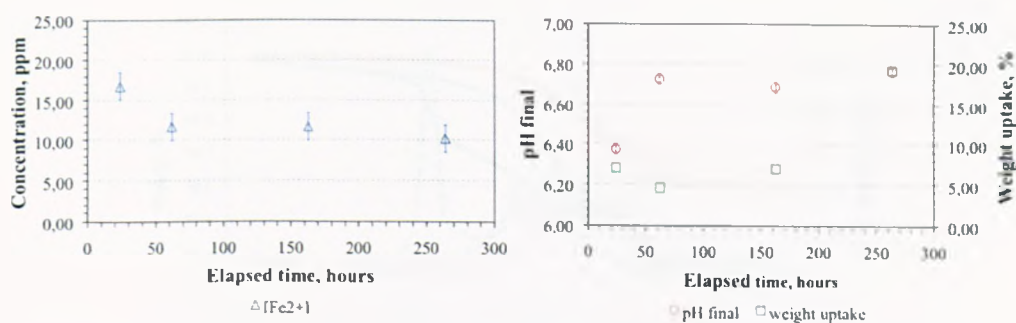 25,00
20,00
15,00
10,00
5,00
0,00
Concentration, ppm
0 50 100 150 200 250 300
Elapsed time, hours
[Fe2+]
7,00
6,80
6,60
6,40
6,20
6,00
pH final
25,00
20,00
15,00
10,00
5,00
0,00
Weight uptake, %
0 50 100 150 200 250 300
Elapsed time, hours
pH final weight uptake